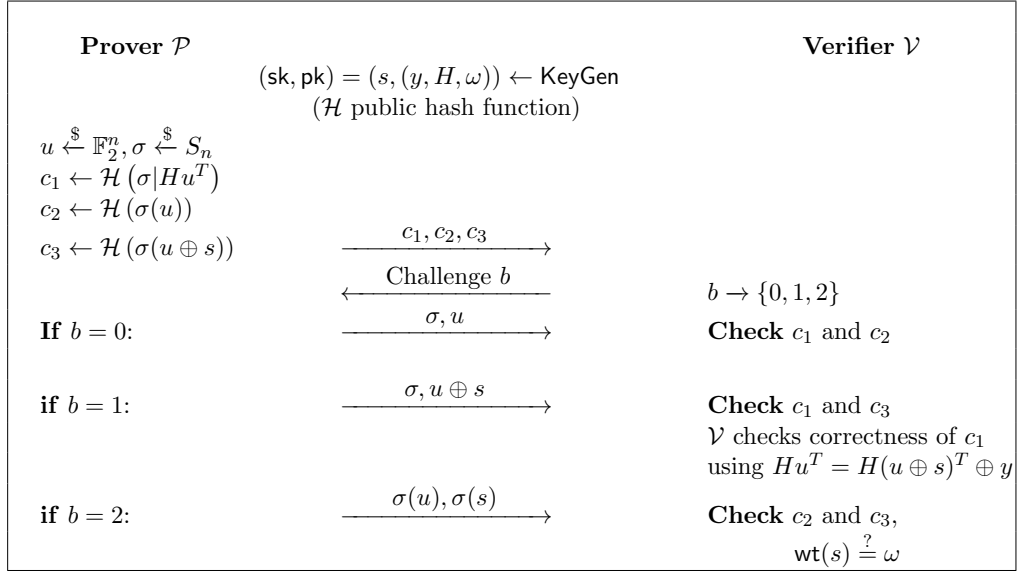 Prover 𝒫 Verifier 𝒱
(sk, pk) = (s, (y, H, ω)) ← KeyGen
(ℋ public hash function)
u ←$ 𝔽₂ⁿ, σ ←$ Sₙ
c₁ ← ℋ (σ|Huᵀ)
c₂ ← ℋ (σ(u))
c₃ ← ℋ (σ(u ⊕ s)) c₁, c₂, c₃
Challenge b
b → {0, 1, 2}
If b = 0: σ, u Check c₁ and c₂
if b = 1: σ, u ⊕ s Check c₁ and c₃
𝒱 checks correctness of c₁
using Huᵀ = H(u ⊕ s)ᵀ ⊕ y
if b = 2: σ(u), σ(s) Check c₂ and c₃,
wt(s) ≟ ω